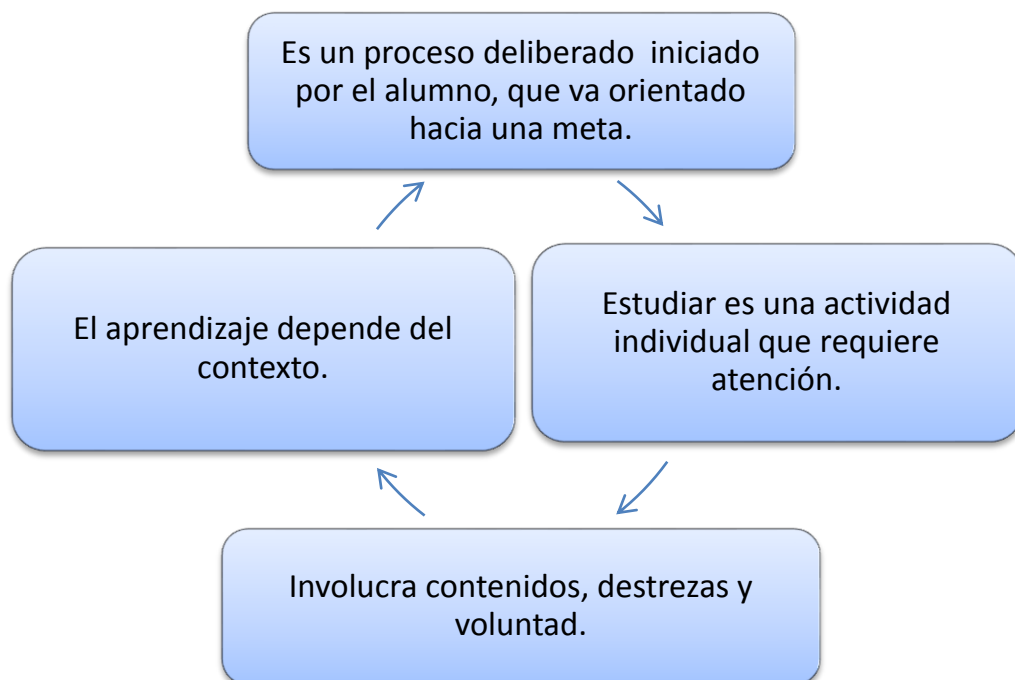 Es un proceso deliberado  iniciado
por el alumno, que va orientado
hacia una meta.
Estudiar es una actividad
individual que requiere
atención.
Involucra contenidos, destrezas y
voluntad.
El aprendizaje depende del
contexto.